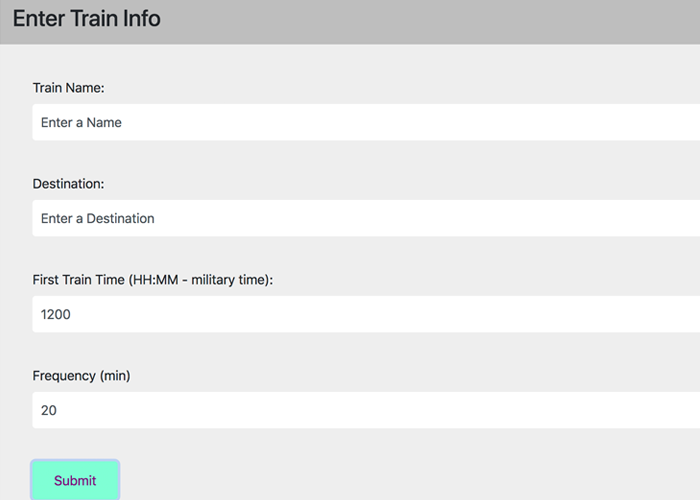 Enter Train Info
Train Name:
Enter a Name
Destination:
Enter a Destination
First Train Time (HH:MM - military time):
1200
Frequency (min)
20
Submit